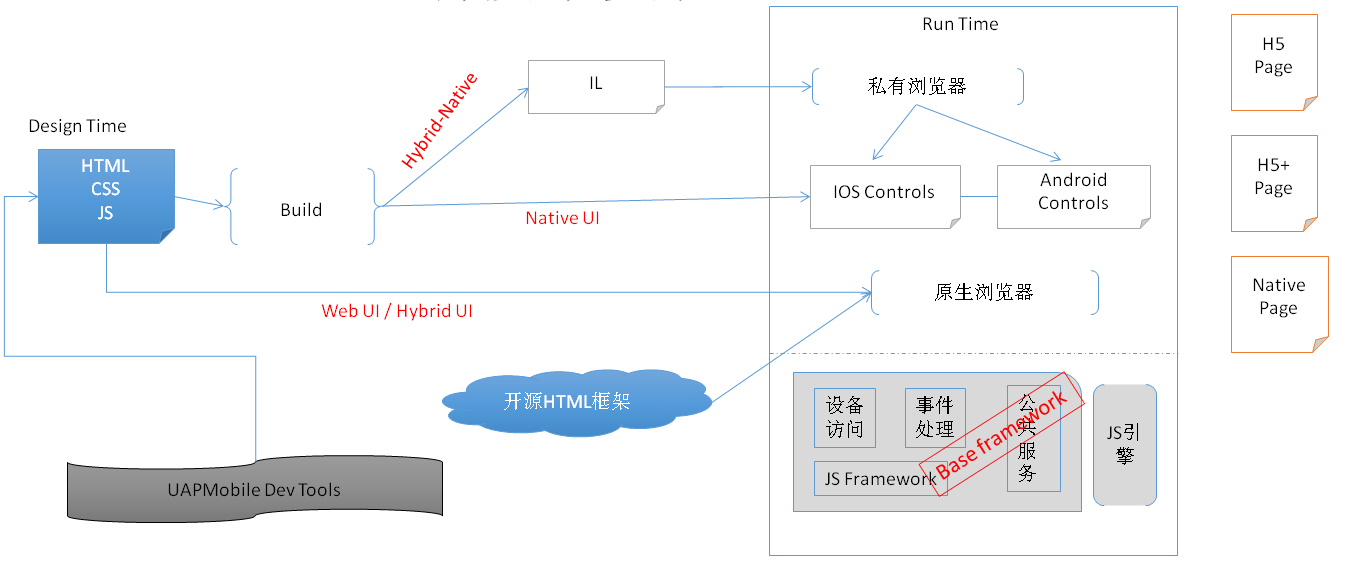 Run Time
H5
Page
IL
私有浏览器
Hybrid-Native
Design Time
HTML
CSS
JS
Build
IOS Controls
Android
Controls
H5+
Page
Native UI
原生浏览器
Native
Page
Web UI / Hybrid UI
开源HTML框架
设备
访问
事件
处理
公
共
服
务
Base framework
JS Framework
JS引
擎
UAPMobile Dev Tools